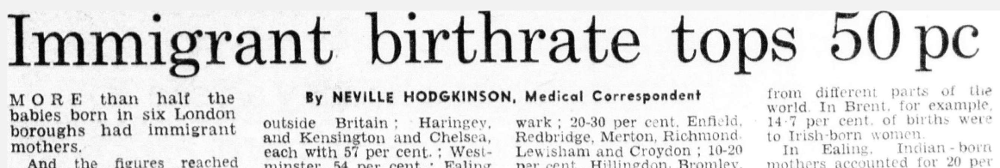 Immigrant birthrate tops 50 pc
MORE than half the
babies born in six London
boroughs had immigrant
mothers.
And the figures reached
By NEVILLE HODGKINSON, Medical Correspondent
outside Britain ; Haringey,
and Kensington and Chelsea,
each with 57 per cent. ; West-
minster, 54 per cent ; Ealing
wark ; 20-30 per cent. Enfield,
Redbridge, Merton, Richmond.
Lewisham and Croydon ; 10-20
per cent. Hillingdon, Bromley,
from different parts of the
world. In Brent, for example,
14·7 per cent. of births were
to Irish-born women.
In Ealing, Indian-born
mothers accounted for 20 per